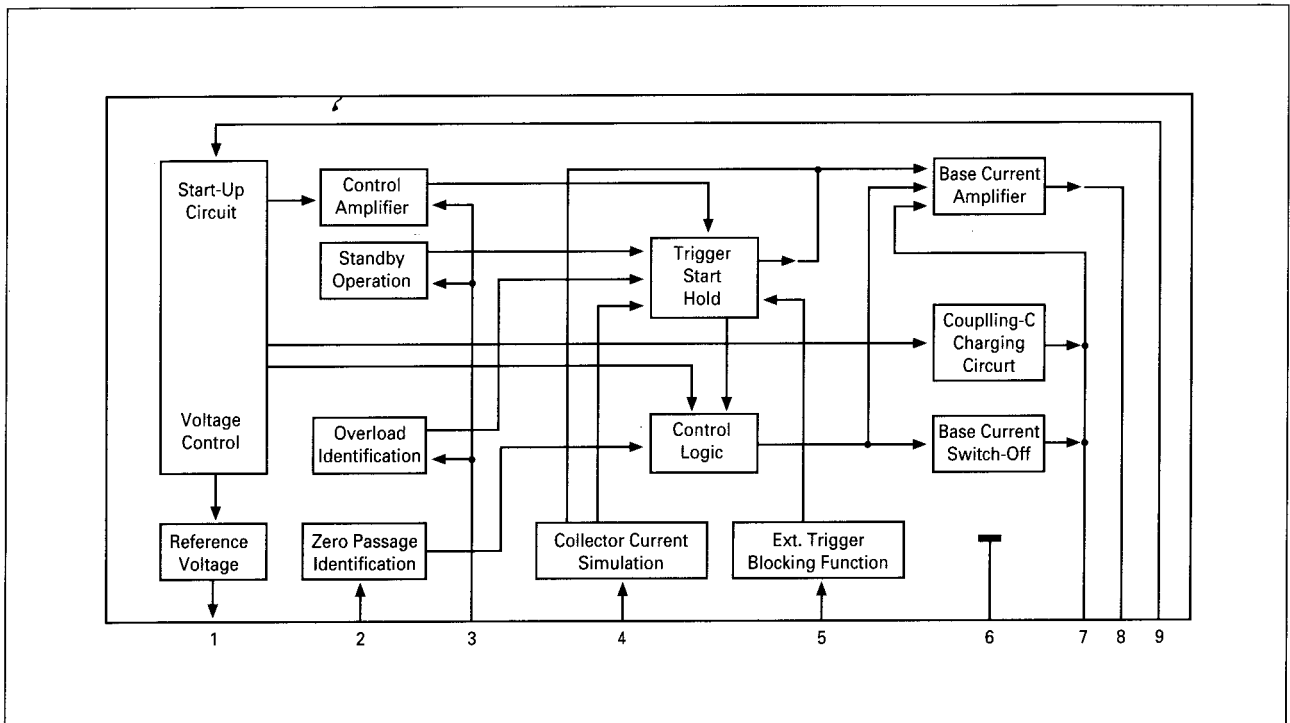 Start-Up
Circuit
Voltage
Control
Control
Amplifier
Standby
Operation
Overload
Identification
Reference
Voltage
Zero Passage
Identification
Trigger
Start
Hold
Control
Logic
Collector Current
Simulation
Ext. Trigger
Blocking Function
Base Current
Amplifier
Couplling-C
Charging
Circurt
Base Current
Switch-Off
1 2 3 4 5 6 7 8 9